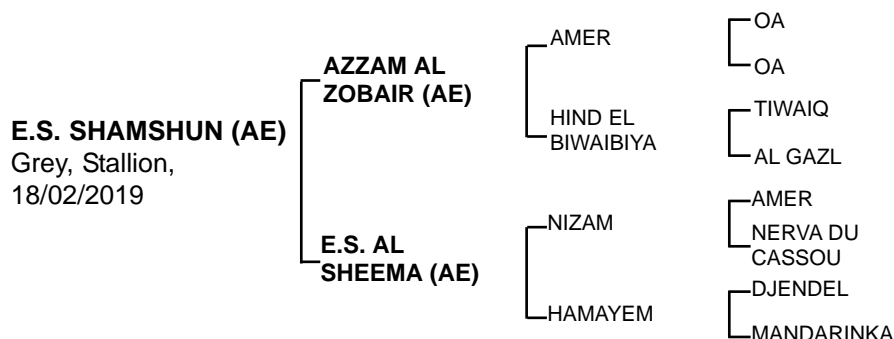 E.S. SHAMSHUN (AE)
Grey, Stallion,
18/02/2019
AZZAM AL
ZOBAIR (AE)
E.S. AL
SHEEMA (AE)
AMER
HIND EL
BIWAIBIYA
NIZAM
HAMAYEM
OA
OA
TIWAIQ
AL GAZL
AMER
NERVA DU
CASSOU
DJENDEL
MANDARINKA